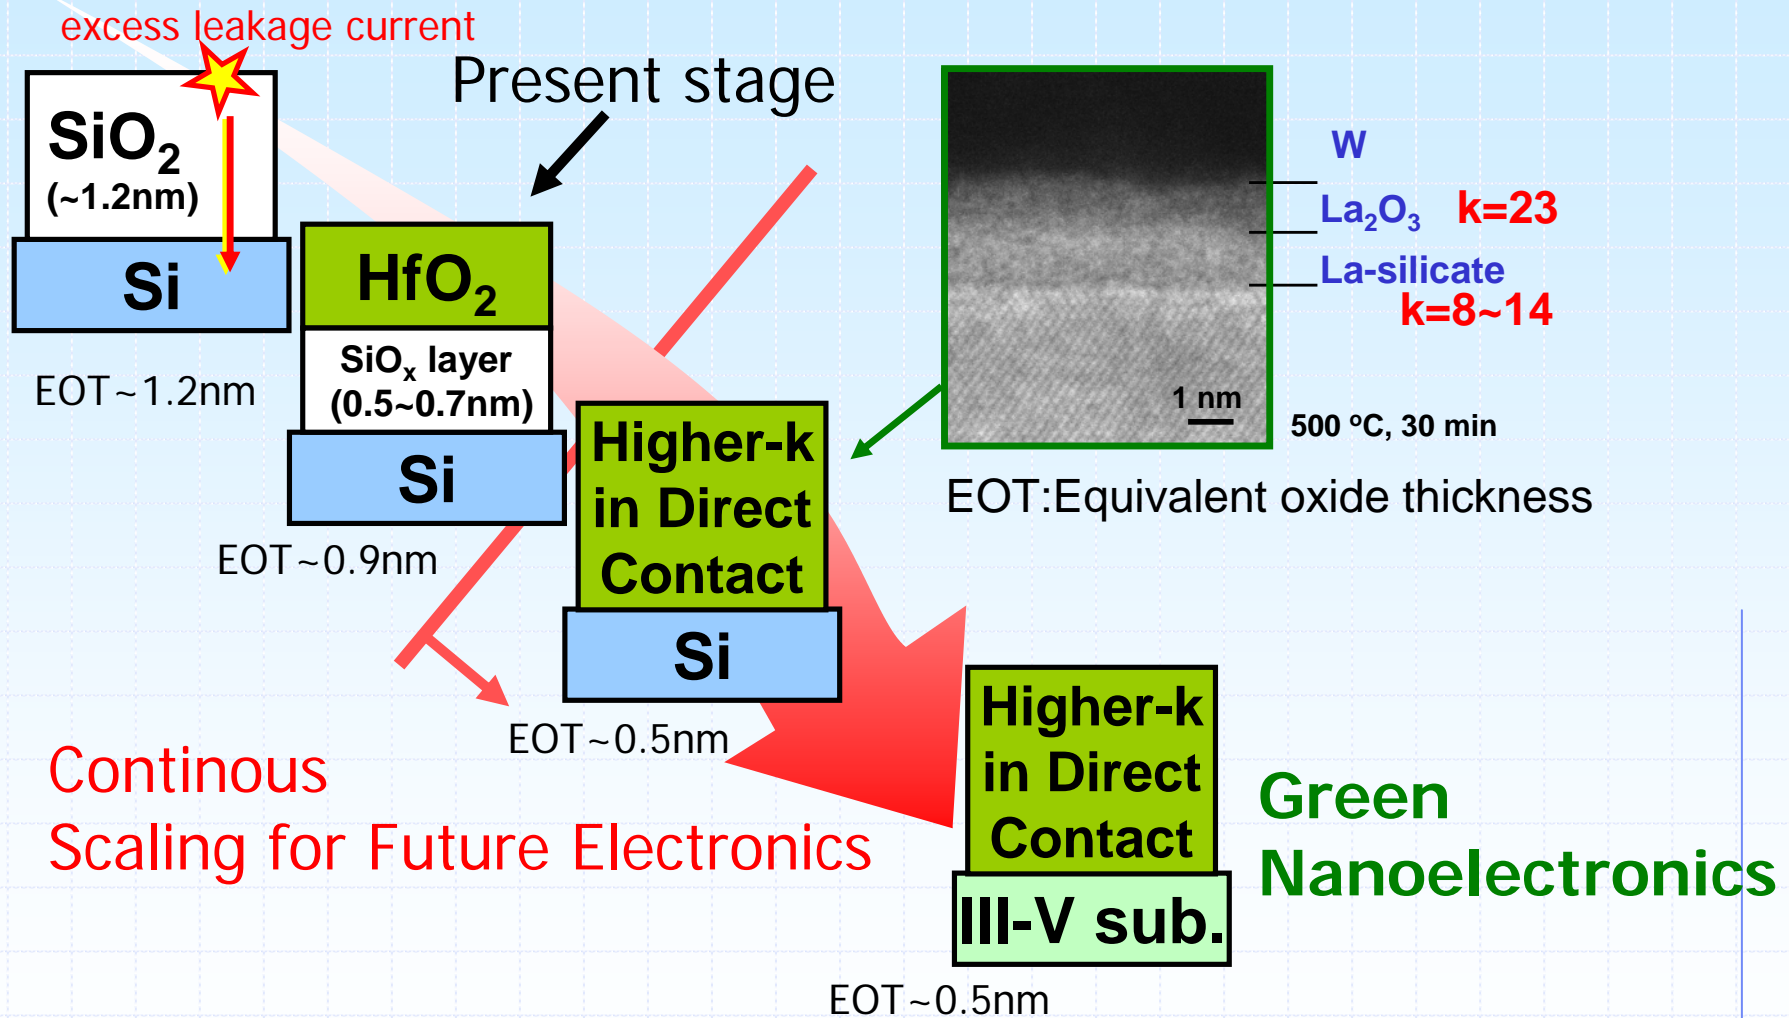 excess leakage current
Present stage
SiO₂
(~1.2nm)
Si
EOT~1.2nm
HfO₂
SiOₓ layer
(0.5~0.7nm)
Si
EOT~0.9nm
Higher-k
in Direct
Contact
Si
EOT~0.5nm
W
La₂O₃ k=23
La-silicate
k=8~14
1 nm
500 ºC, 30 min
EOT:Equivalent oxide thickness
Continous
Scaling for Future Electronics
Higher-k
in Direct
Contact
III-V sub.
EOT~0.5nm
Green
Nanoelectronics